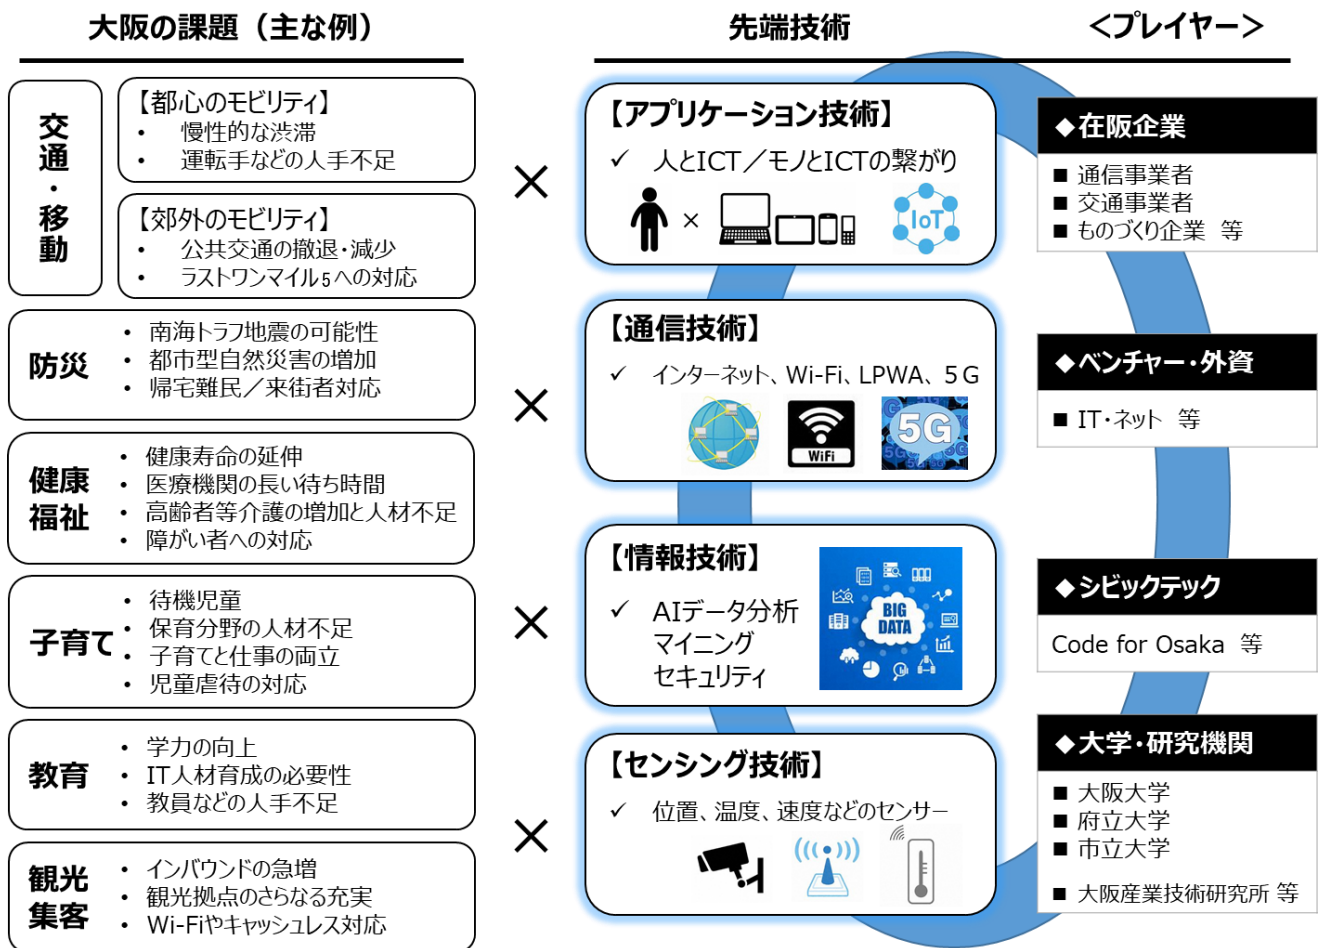 大阪の課題（主な例）
先端技術
＜プレイヤー＞
交通・移動
【都心のモビリティ】
• 慢性的な渋滞
• 運転手などの人手不足
【郊外のモビリティ】
• 公共交通の撤退・減少
• ラストワンマイル5への対応
防災
• 南海トラフ地震の可能性
• 都市型自然災害の増加
• 帰宅難民／来街者対応
健康
福祉
• 健康寿命の延伸
• 医療機関の長い待ち時間
• 高齢者等介護の増加と人材不足
• 障がい者への対応
子育て
• 待機児童
• 保育分野の人材不足
• 子育てと仕事の両立
• 児童虐待の対応
教育
• 学力の向上
• IT人材育成の必要性
• 教員などの人手不足
観光
集客
• インバウンドの急増
• 観光拠点のさらなる充実
• Wi-Fiやキャッシュレス対応
×
×
×
×
【アプリケーション技術】
✓ 人とICT／モノとICTの繋がり
×
IoT
【通信技術】
✓ インターネット、Wi-Fi、LPWA、５G
WiFi
5G
【情報技術】
✓ AIデータ分析
マイニング
セキュリティ
BIG
DATA
【センシング技術】
✓ 位置、温度、速度などのセンサー
◆在阪企業
■ 通信事業者
■ 交通事業者
■ ものづくり企業 等
◆ベンチャー・外資
■ IT・ネット 等
◆シビックテック
Code for Osaka 等
◆大学・研究機関
■ 大阪大学
■ 府立大学
■ 市立大学
■ 大阪産業技術研究所 等